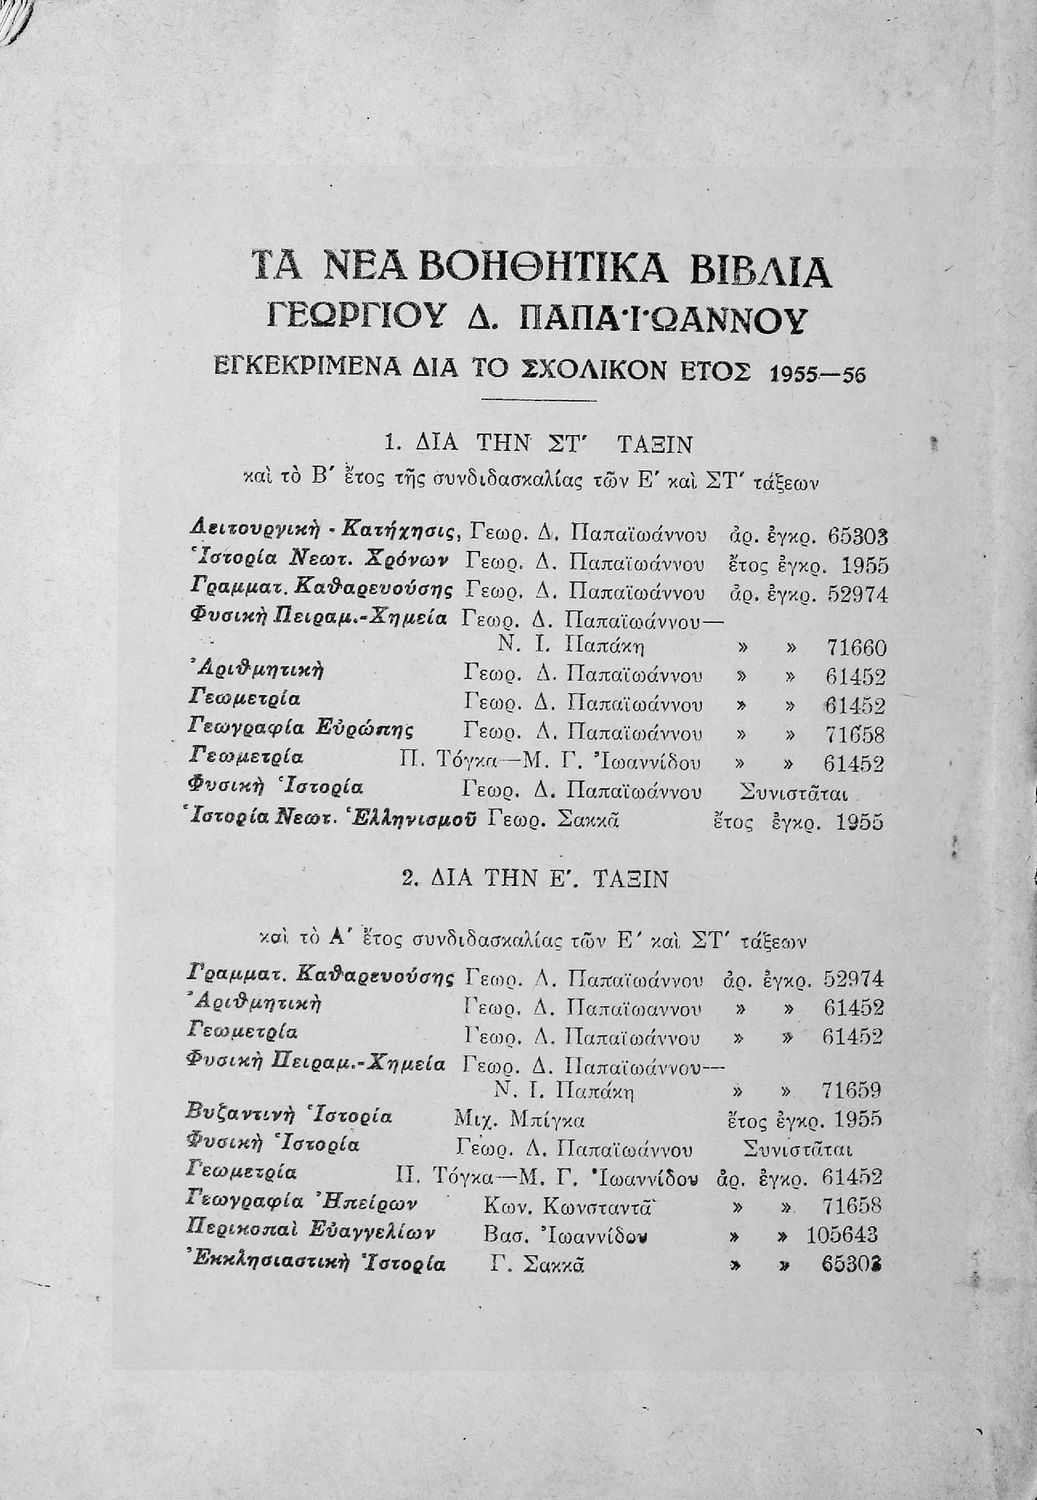 ΤΑ ΝΕΑ ΒΟΗΘΗΤΙΚΑ ΒΙΒΛΙΑ
ΓΕΩΡΓΙΟΥ Δ. ΠΑΠΑΪΩΑΝΝΟΥ
ΕΓΚΕΚΡΙΜΕΝΑ ΔΙΑ ΤΟ ΣΧΟΛΙΚΟΝ ΕΤΟΣ 1955—56
1. ΔΙΑ ΤΗΝ ΣΤ′ ΤΑΞΙΝ
καὶ τὸ Β′ ἔτος τῆς συνδιδασκαλίας τῶν Ε′ καὶ ΣΤ′ τάξεων
Λειτουργικὴ - Κατήχησις, Γεωρ. Δ. Παπαϊωάννου ἀρ. ἐγκρ. 65303
Ἱστορία Νεωτ. Χρόνων Γεωρ. Δ. Παπαϊωάννου ἔτος ἐγκρ. 1955
Γραμματ. Καθαρευούσης Γεωρ. Δ. Παπαϊωάννου ἀρ. ἐγκρ. 52974
Φυσικὴ Πειραμ.-Χημεία Γεωρ. Δ. Παπαϊωάννου—
Ν. Ι. Παπάκη » » 71660
Ἀριθμητικὴ Γεωρ. Δ. Παπαϊωάννου » » 61452
Γεωμετρία Γεωρ. Δ. Παπαϊωάννου » » 61452
Γεωγραφία Εὐρώπης Γεωρ. Δ. Παπαϊωάννου » » 71658
Γεωμετρία Π. Τόγκα—Μ. Γ. Ἰωαννίδου » » 61452
Φυσικὴ Ἱστορία Γεωρ. Δ. Παπαϊωάννου Συνιστᾶται
Ἱστορία Νεωτ. Ἑλληνισμοῦ Γεωρ. Σακκᾶ ἔτος ἐγκρ. 1955
2. ΔΙΑ ΤΗΝ Ε′. ΤΑΞΙΝ
καὶ τὸ Α′ ἔτος συνδιδασκαλίας τῶν Ε′ καὶ ΣΤ′ τάξεων
Γραμματ. Καθαρευούσης Γεωρ. Δ. Παπαϊωάννου ἀρ. ἐγκρ. 52974
Ἀριθμητικὴ Γεωρ. Δ. Παπαϊωαννου » » 61452
Γεωμετρία Γεωρ. Δ. Παπαϊωάννου » » 61452
Φυσικὴ Πειραμ.-Χημεία Γεωρ. Δ. Παπαϊωάννου—
Ν. Ι. Παπάκη » » 71659
Βυζαντινὴ Ἱστορία Μιχ. Μπίγκα ἔτος ἐγκρ. 1955
Φυσικὴ Ἱστορία Γεωρ. Δ. Παπαϊωάννου Συνιστᾶται
Γεωμετρία Π. Τόγκα—Μ. Γ. Ἰωαννίδου ἀρ. ἐγκρ. 61452
Γεωγραφία Ἠπείρων Κων. Κωνσταντᾶ » » 71658
Περικοπαὶ Εὐαγγελίων Βασ. Ἰωαννίδου » » 105643
Ἐκκλησιαστικὴ Ἱστορία Γ. Σακκᾶ » » 65303